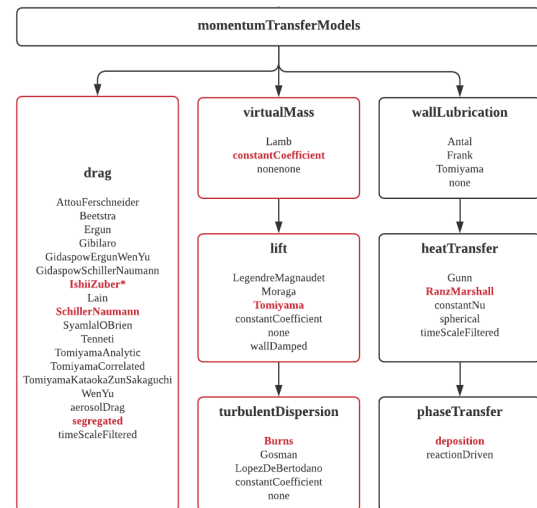 momentumTransferModels
drag
AttouFerschneider
Beetstra
Ergun
Gibilaro
GidaspowErgunWenYu
GidaspowSchillerNaumann
IshiiZuber*
Lain
SchillerNaumann
SyamlalOBrien
Tenneti
TomiyamaAnalytic
TomiyamaCorrelated
TomiyamaKataokaZunSakaguchi
WenYu
aerosolDrag
segregated
timeScaleFiltered
virtualMass
Lamb
constantCoefficient
nonenone
lift
LegendreMagnaudet
Moraga
Tomiyama
constantCoefficient
none
wallDamped
turbulentDispersion
Burns
Gosman
LopezDeBertodano
constantCoefficient
none
wallLubrication
Antal
Frank
Tomiyama
none
heatTransfer
Gunn
RanzMarshall
constantNu
spherical
timeScaleFiltered
phaseTransfer
deposition
reactionDriven